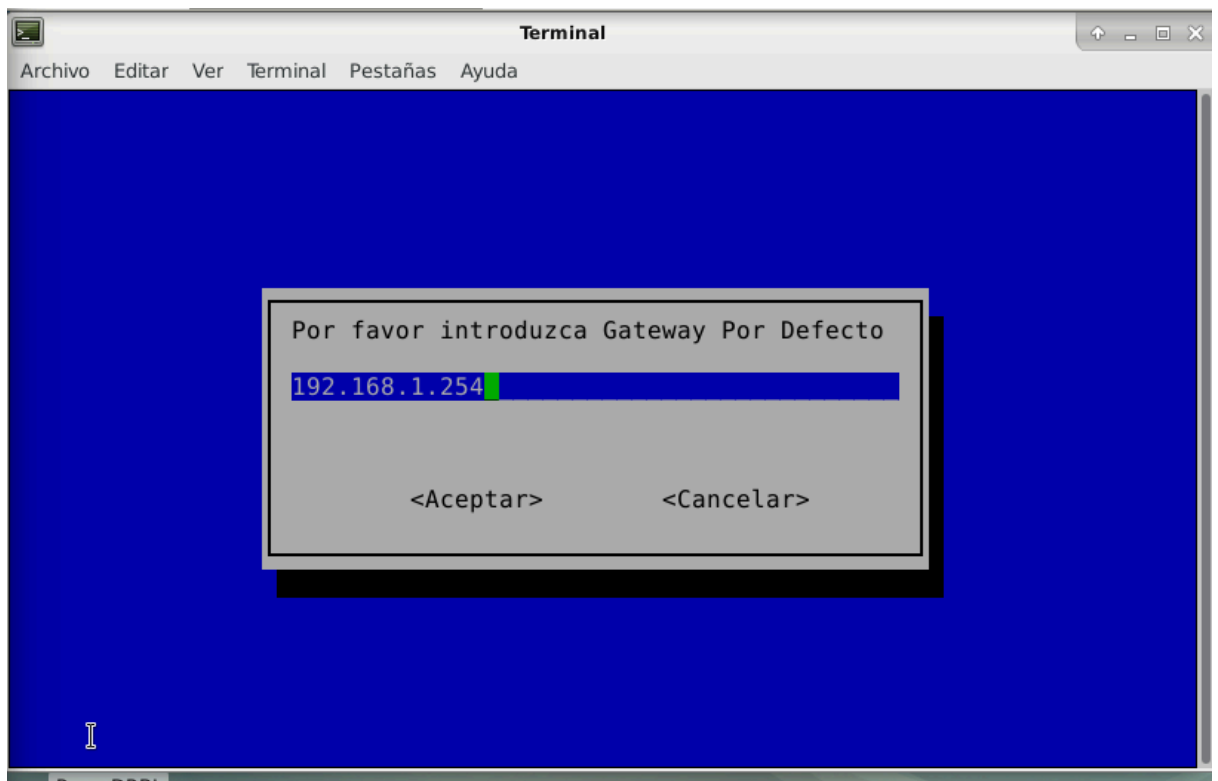 Terminal
Archivo Editar Ver Terminal Pestañas Ayuda
Por favor introduzca Gateway Por Defecto
192.168.1.254
<Aceptar> <Cancelar>